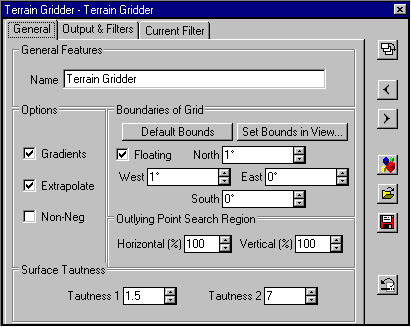 Terrain Gridder - Terrain Gridder
General Output & Filters Current Filter
General Features
Name Terrain Gridder
Options
Gradients
Extrapolate
Non-Neg
Boundaries of Grid
Default Bounds Set Bounds in View...
Floating North 1°
West 1° East 0°
South 0°
Outlying Point Search Region
Horizontal (%) 100 Vertical (%) 100
Surface Tautness
Tautness 1 1.5 Tautness 2 7